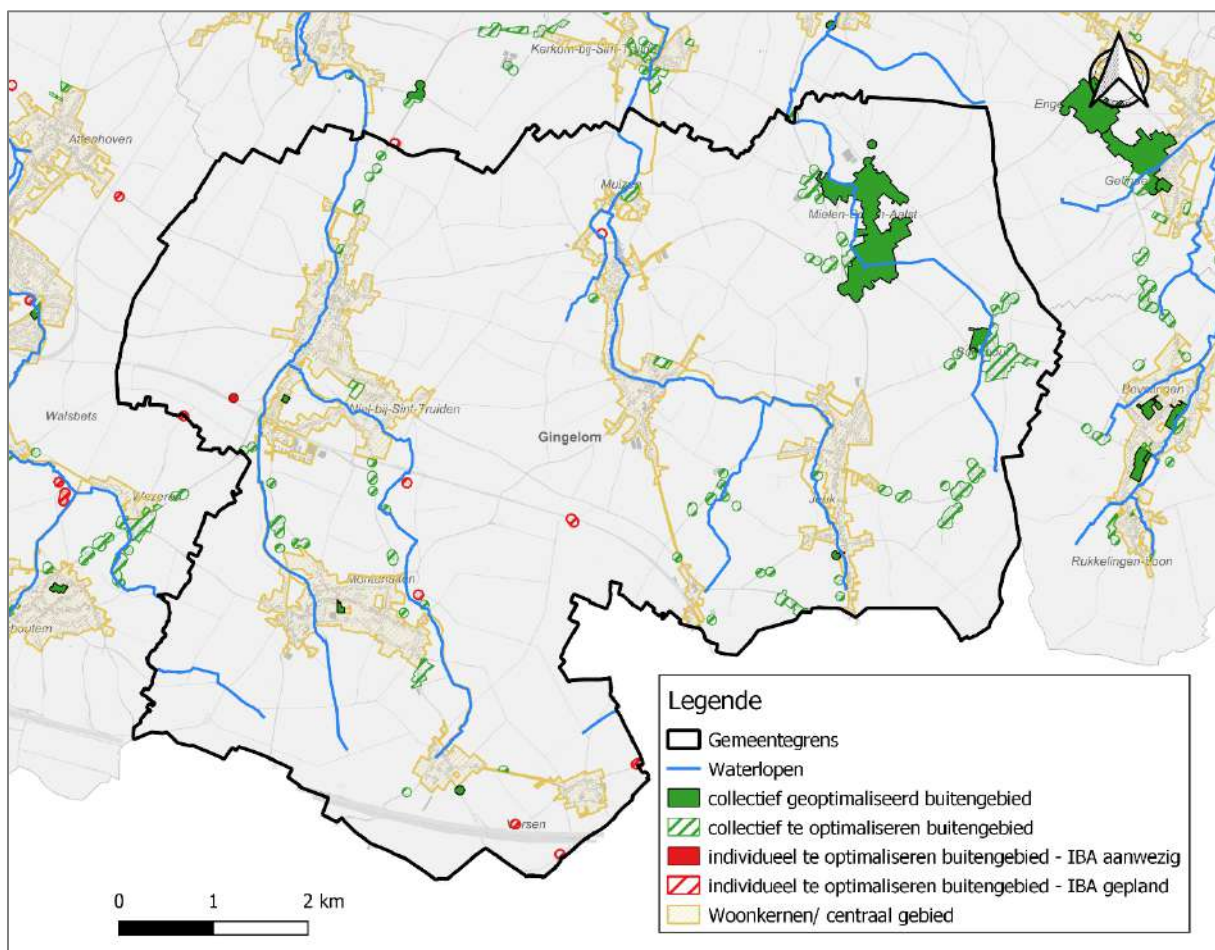 Kerkom-bij-Sint-Truiden
Attenhoven
Muizen
Mielen-Boven-Aalst
Gelinden
Walsbets
Niel-bij-Sint-Truiden
Gingelom
Bovelingen
Wezeren
Jeuk
Rukkelingen-Loon
Montenaken
Vorsen
Legende
Gemeentegrens
Waterlopen
collectief geoptimaliseerd buitengebied
collectief te optimaliseren buitengebied
individueel te optimaliseren buitengebied - IBA aanwezig
individueel te optimaliseren buitengebied - IBA gepland
Woonkernen/ centraal gebied
0 1 2 km